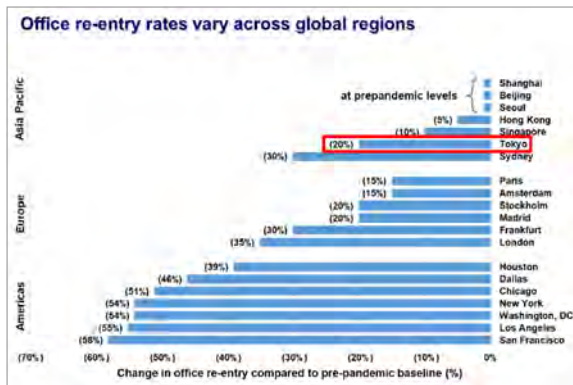 Office re-entry rates vary across global regions
Asia Pacific
at prepandemic levels
Shanghai
Beijing
Seoul
(5%) Hong Kong
(10%) Singapore
(20%) Tokyo
(30%) Sydney
Europe
(15%) Paris
(15%) Amsterdam
(20%) Stockholm
(20%) Madrid
(30%) Frankfurt
(35%) London
Americas
(39%) Houston
(46%) Dallas
(51%) Chicago
(54%) New York
(54%) Washington, DC
(55%) Los Angeles
(58%) San Francisco
(70%) (60%) (50%) (40%) (30%) (20%) (10%) 0%
Change in office re-entry compared to pre-pandemic baseline (%)